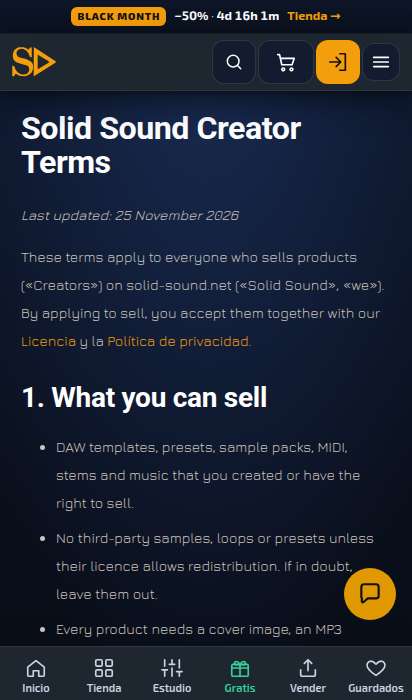 BLACK MONTH −50% · 4d 16h 1m Tienda →
SD
Solid Sound Creator
Terms
Last updated: 25 November 2026
These terms apply to everyone who sells products
(«Creators») on solid-sound.net («Solid Sound», «we»).
By applying to sell, you accept them together with our
Licencia y la Política de privacidad.
1. What you can sell
• DAW templates, presets, sample packs, MIDI,
stems and music that you created or have the
right to sell.
• No third-party samples, loops or presets unless
their licence allows redistribution. If in doubt,
leave them out.
• Every product needs a cover image, an MP3
Inicio Tienda Estudio Gratis Vender Guardados